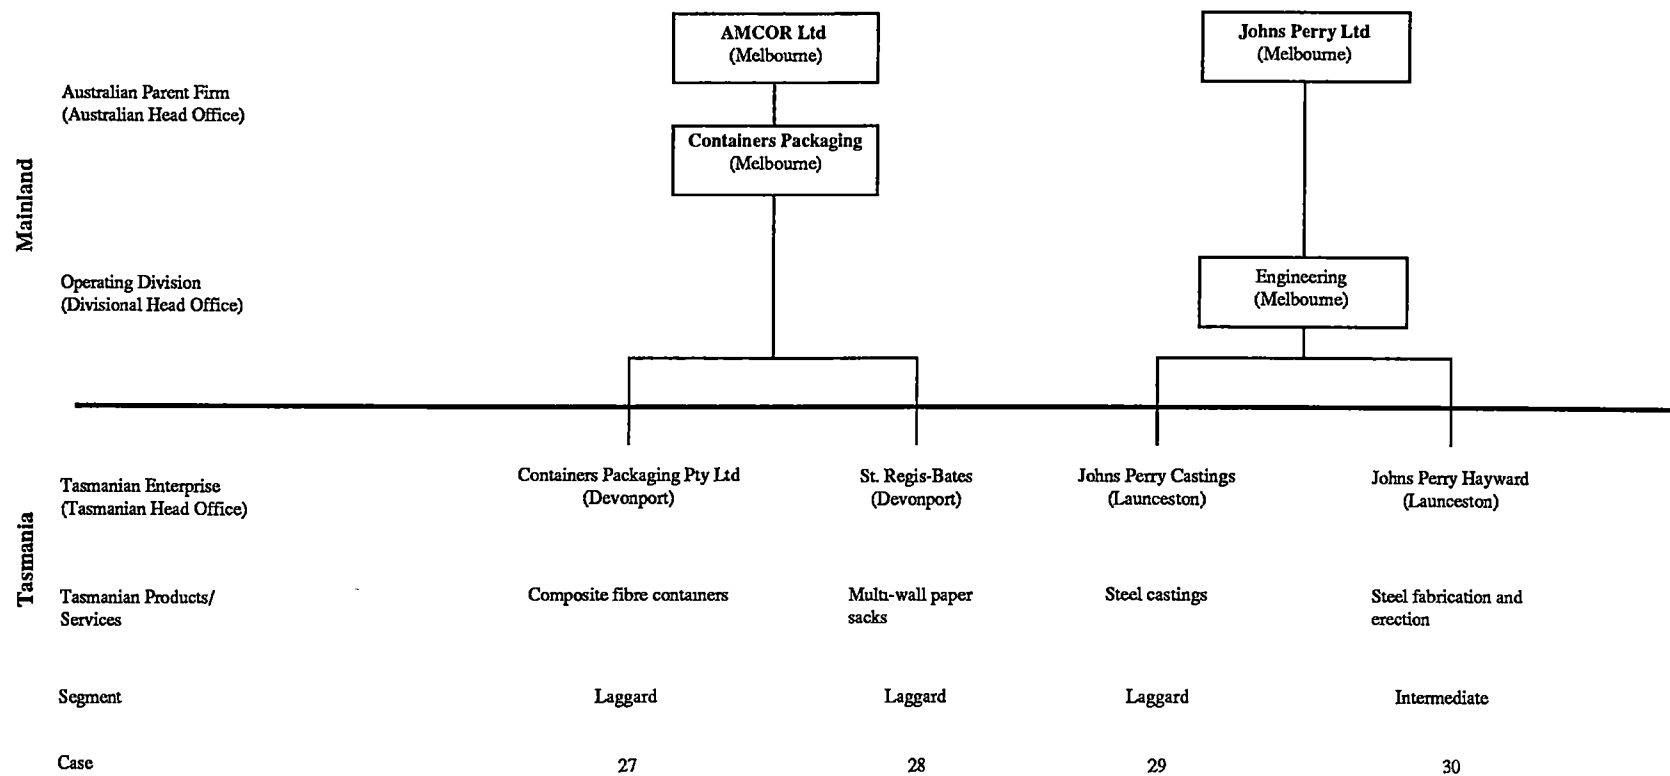 AMCOR Ltd
(Melbourne)
Johns Perry Ltd
(Melbourne)
Australian Parent Firm
(Australian Head Office)
Containers Packaging
(Melbourne)
Mainland
Operating Division
(Divisional Head Office)
Engineering
(Melbourne)
Tasmania
Tasmanian Enterprise
(Tasmanian Head Office)
Containers Packaging Pty Ltd
(Devonport)
St. Regis-Bates
(Devonport)
Johns Perry Castings
(Launceston)
Johns Perry Hayward
(Launceston)
Tasmanian Products/
Services
Composite fibre containers
Multi-wall paper
sacks
Steel castings
Steel fabrication and
erection
Segment
Laggard
Laggard
Laggard
Intermediate
Case
27
28
29
30